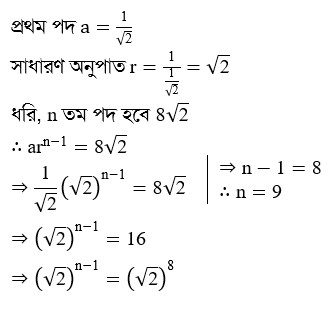 প্রথম পদ a = 1/√2
সাধারণ অনুপাত r = 1/(1/√2) = √2
ধরি, n তম পদ হবে 8√2
∴ arⁿ⁻¹ = 8√2
⇒ 1/√2 (√2)ⁿ⁻¹ = 8√2
⇒ (√2)ⁿ⁻¹ = 16
⇒ (√2)ⁿ⁻¹ = (√2)⁸
⇒ n − 1 = 8
∴ n = 9